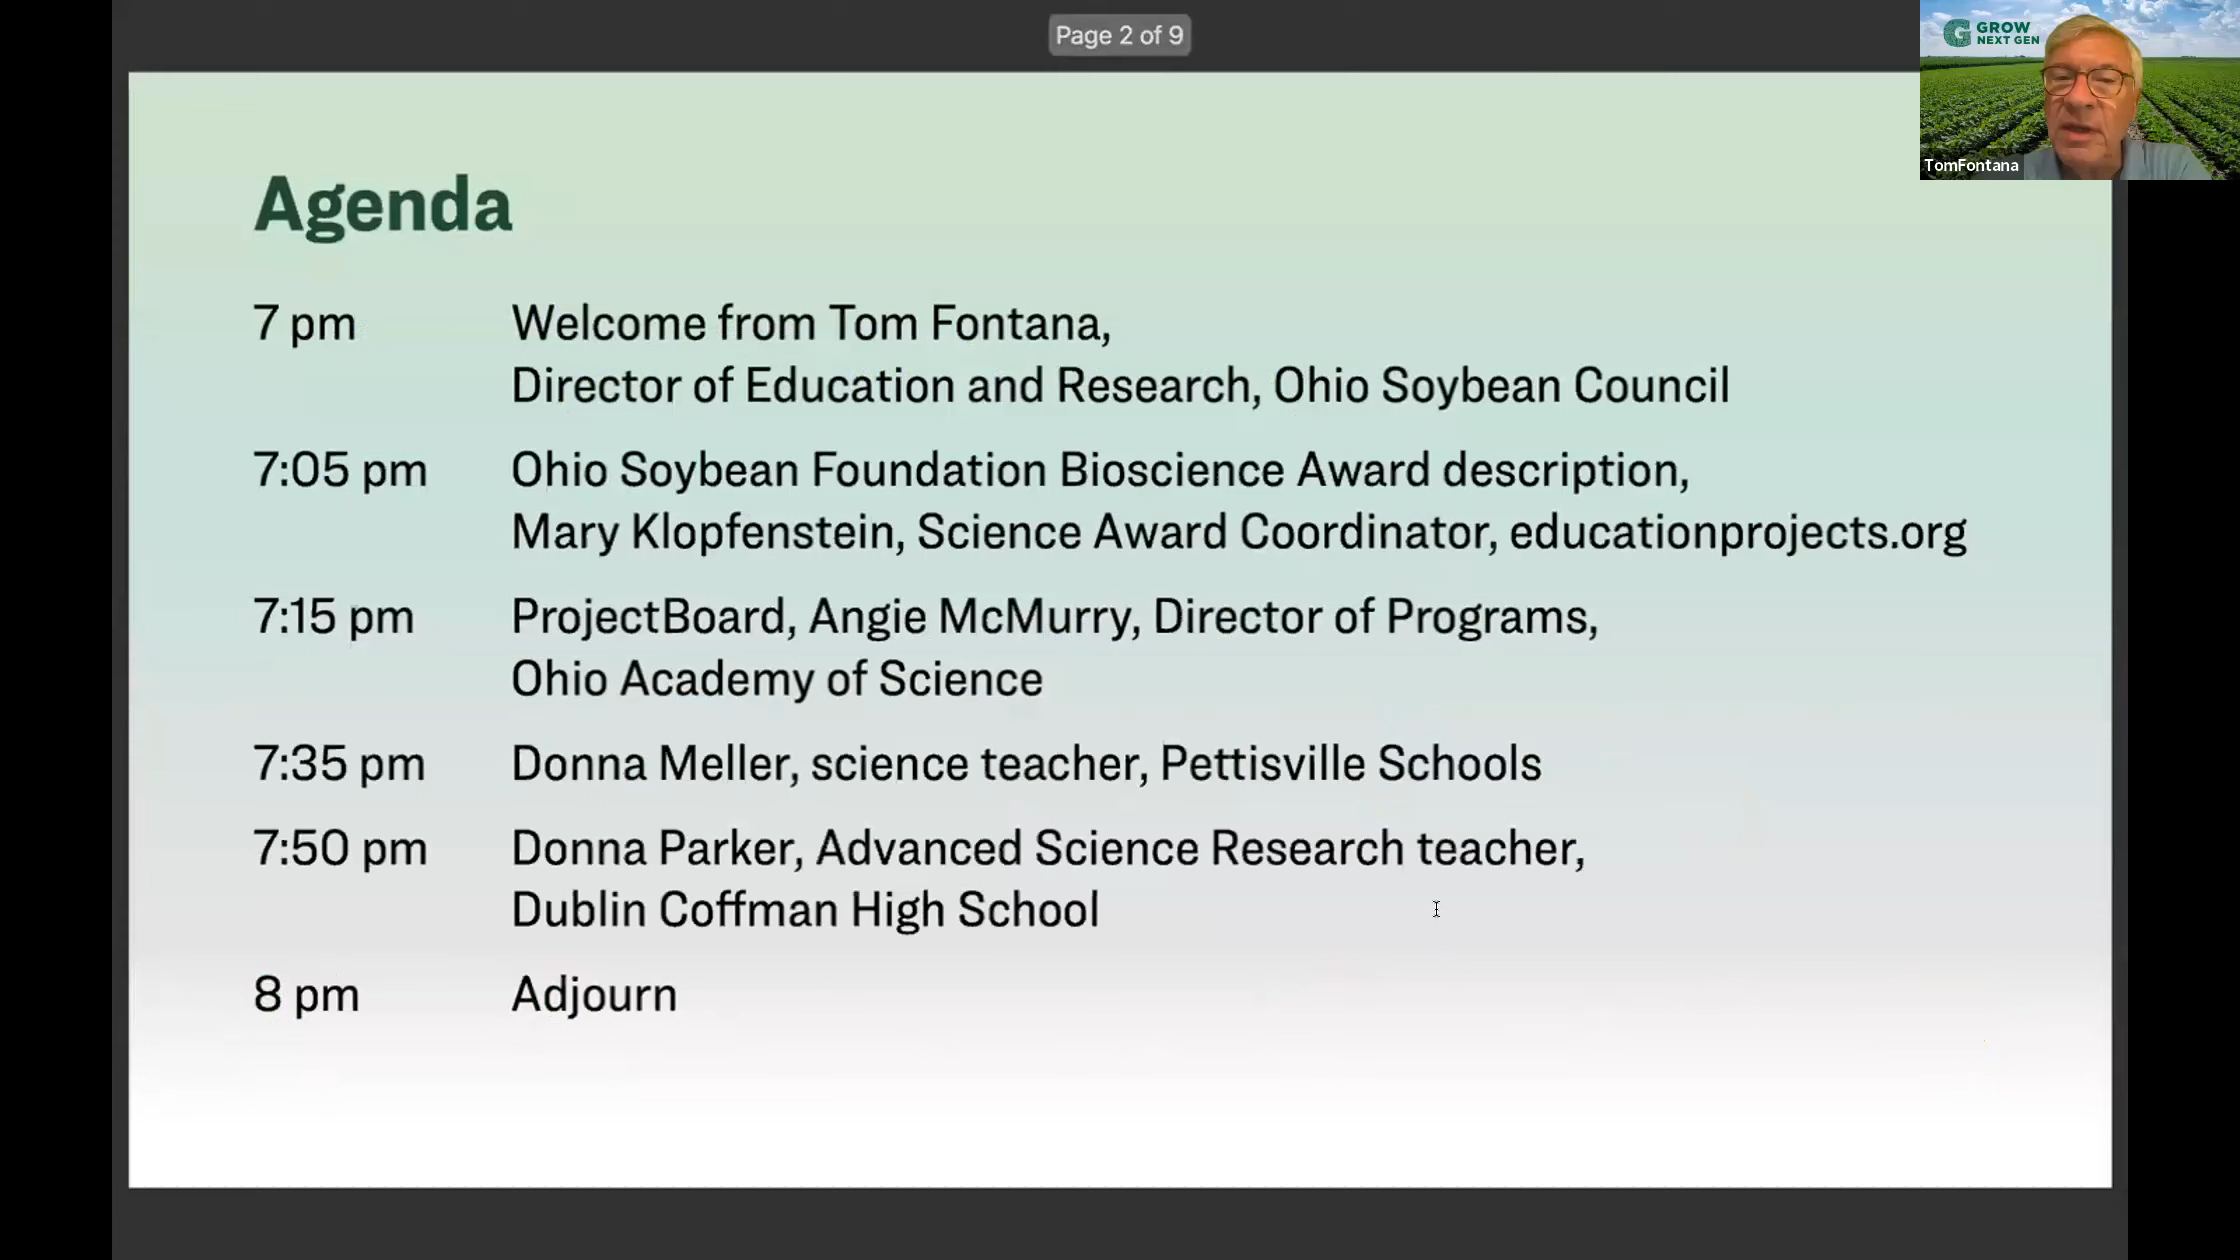 Page 2 of 9
GROW
NEXT GEN
TomFontana
Agenda
7 pm Welcome from Tom Fontana,
Director of Education and Research, Ohio Soybean Council
7:05 pm Ohio Soybean Foundation Bioscience Award description,
Mary Klopfenstein, Science Award Coordinator, educationprojects.org
7:15 pm ProjectBoard, Angie McMurry, Director of Programs,
Ohio Academy of Science
7:35 pm Donna Meller, science teacher, Pettisville Schools
7:50 pm Donna Parker, Advanced Science Research teacher,
Dublin Coffman High School
8 pm Adjourn